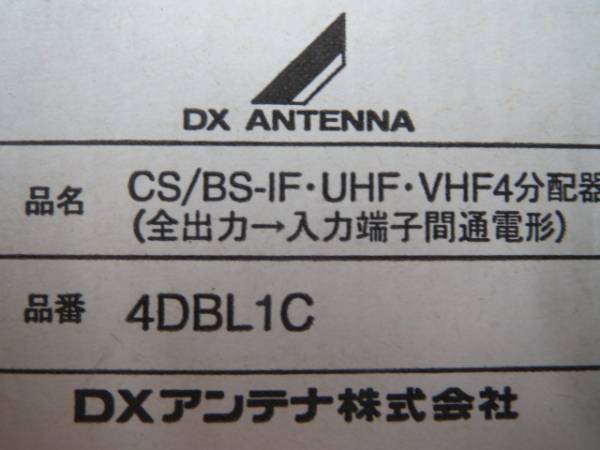 DX ANTENNA
品名 CS/BS-IF・UHF・VHF4分配器
(全出力→入力端子間通電形)
品番 4DBL1C
DXアンテナ株式会社